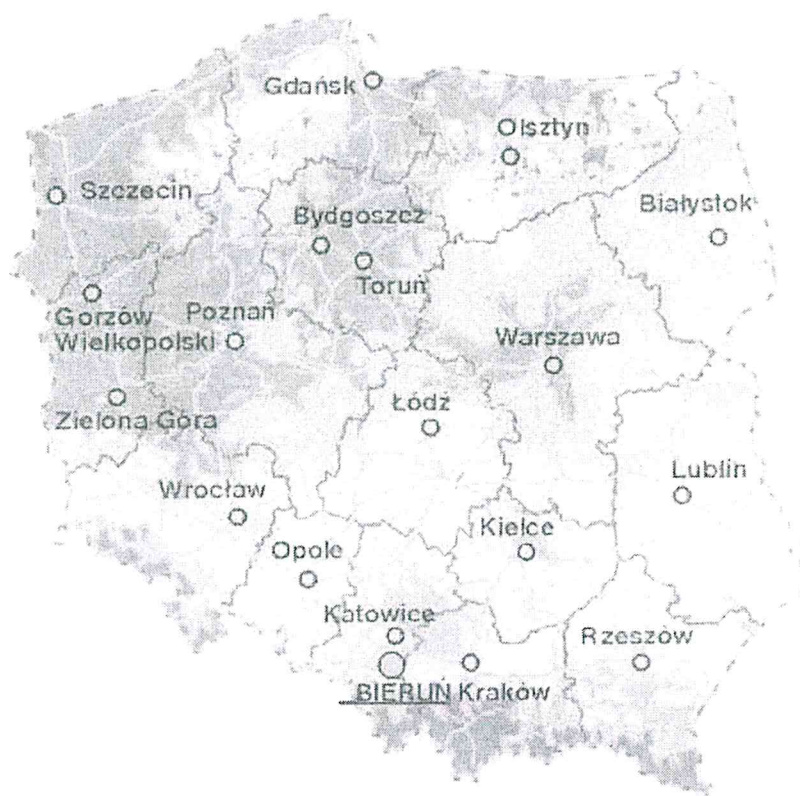 Gdańsk
Olsztyn
Szczecin
Białystok
Bydgoszcz
Toruń
Gorzów
Wielkopolski
Poznań
Warszawa
Zielona Góra
Łódź
Lublin
Wrocław
Kielce
Opole
Katowice
Rzeszów
BIERUŃ Kraków